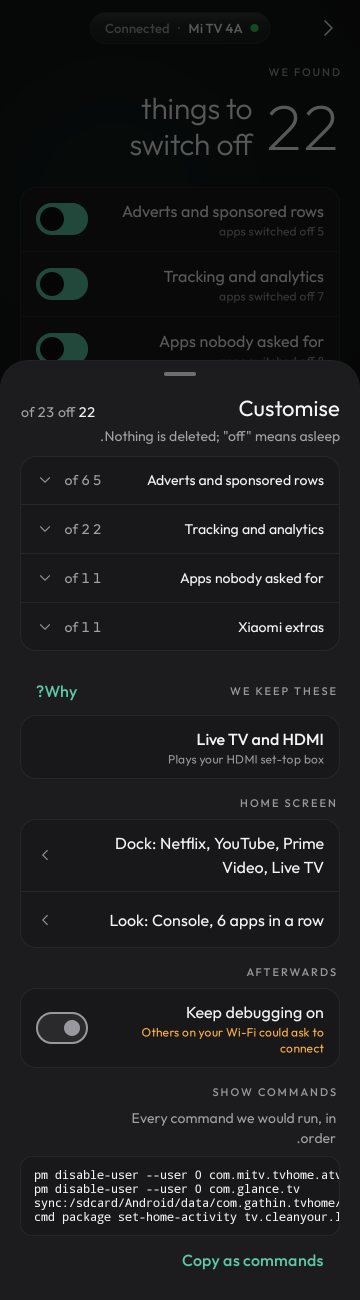 Connected · Mi TV 4A
WE FOUND
22
things to
switch off
Adverts and sponsored rows
apps switched off 5
Tracking and analytics
apps switched off 7
Apps nobody asked for
Customise
of 23 off 22
.Nothing is deleted; "off" means asleep
Adverts and sponsored rows
of 6 5
Tracking and analytics
of 2 2
Apps nobody asked for
of 1 1
Xiaomi extras
of 1 1
WE KEEP THESE
?Why
Live TV and HDMI
Plays your HDMI set-top box
HOME SCREEN
Dock: Netflix, YouTube, Prime
Video, Live TV
Look: Console, 6 apps in a row
AFTERWARDS
Keep debugging on
Others on your Wi-Fi could ask to
connect
SHOW COMMANDS
Every command we would run, in
.order
pm disable-user --user 0 com.mitv.tvhome.atv
pm disable-user --user 0 com.glance.tv
sync:/sdcard/Android/data/com.gathin.tvhome/
cmd package set-home-activity tv.cleanyour.l
Copy as commands